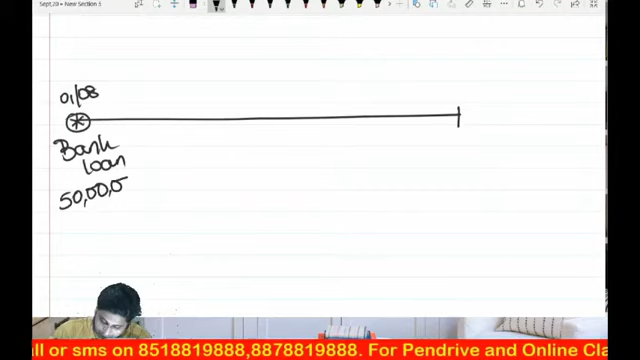 Sept,20 • New Section 3
01/08
Bank
loan
50,00,0
all or sms on 8518819888,8878819888. For Pendrive and Online Cla